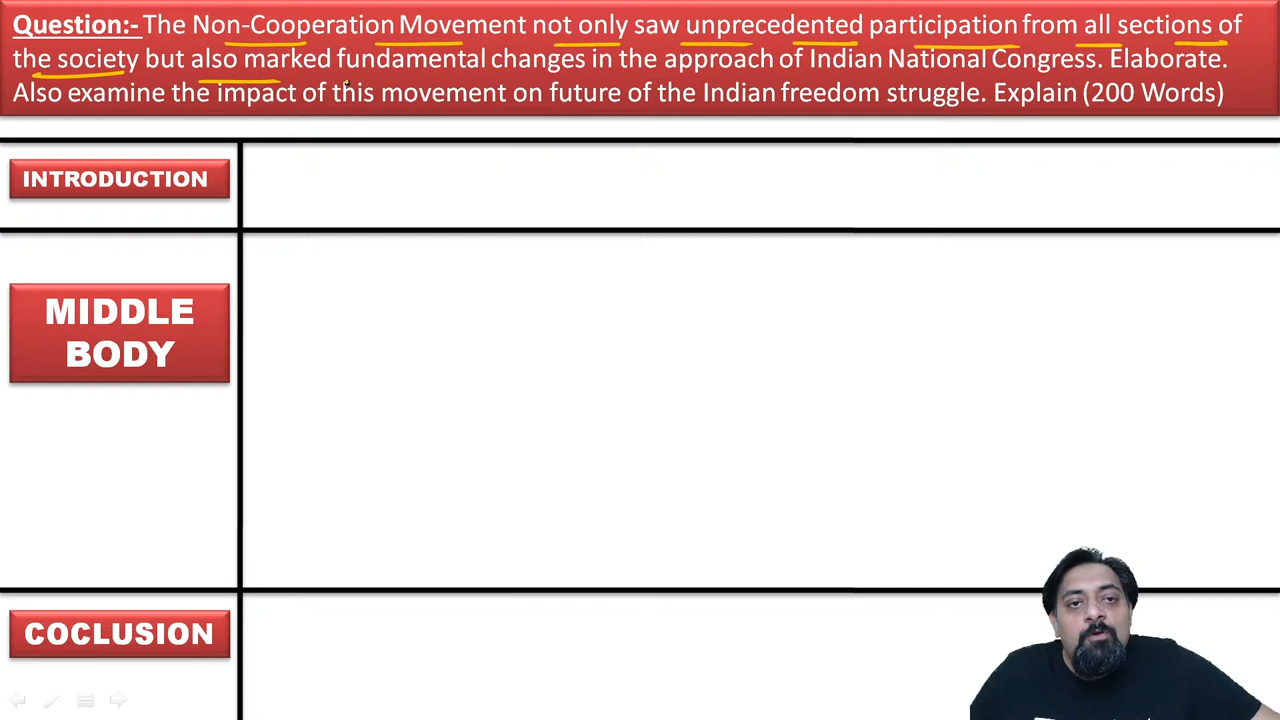 Question:- The Non-Cooperation Movement not only saw unprecedented participation from all sections of
the society but also marked fundamental changes in the approach of Indian National Congress. Elaborate.
Also examine the impact of this movement on future of the Indian freedom struggle. Explain (200 Words)
INTRODUCTION
MIDDLE
BODY
COCLUSION